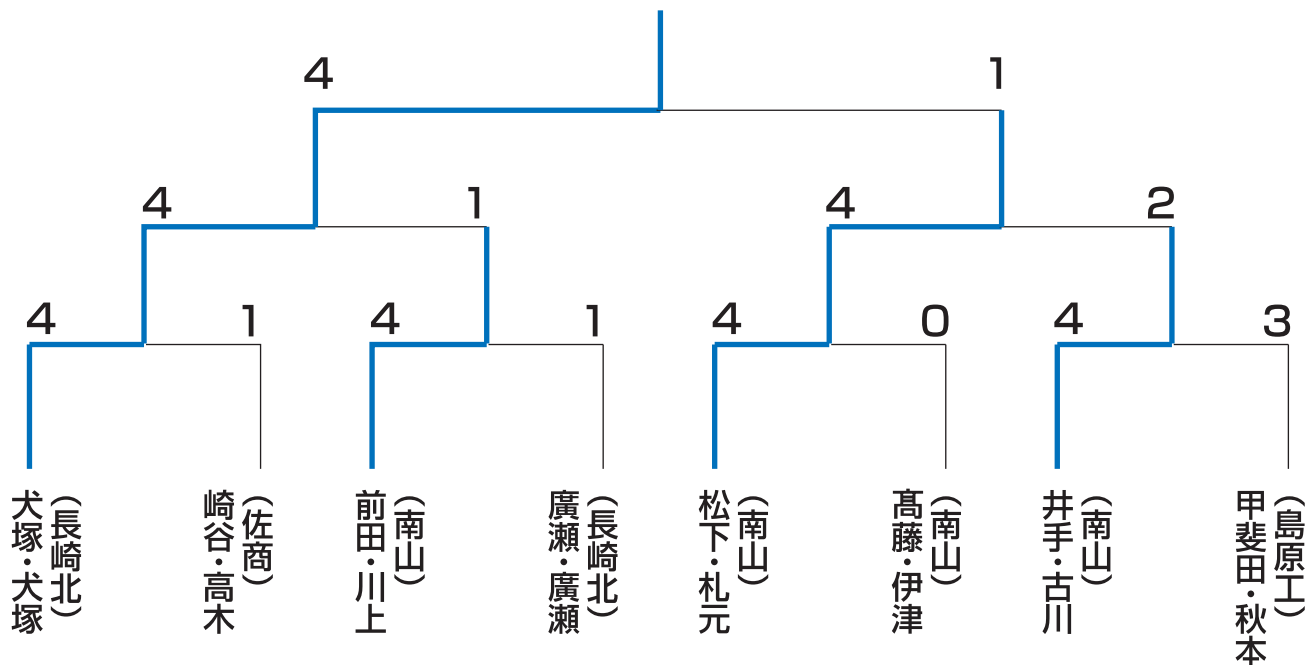 4
1
4
1
4
2
4
1
4
1
4
0
4
3
犬塚・犬塚
（長崎北）
崎谷・高木
（佐商）
前田・川上
（南山）
廣瀬・廣瀬
（長崎北）
松下・札元
（南山）
髙藤・伊津
（南山）
井手・古川
（南山）
甲斐田・秋本
（島原工）